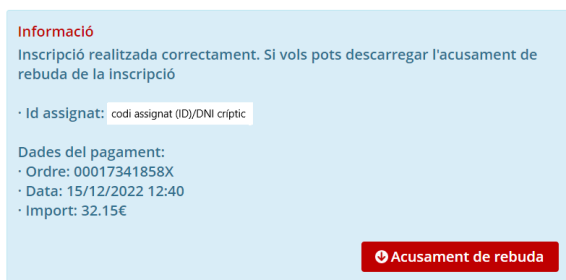 Informació
Inscripció realitzada correctament. Si vols pots descarregar l'acusament de
rebuda de la inscripció
· Id assignat: codi assignat (ID)/DNI críptic
Dades del pagament:
· Ordre: 00017341858X
· Data: 15/12/2022 12:40
· Import: 32.15€
Acusament de rebuda